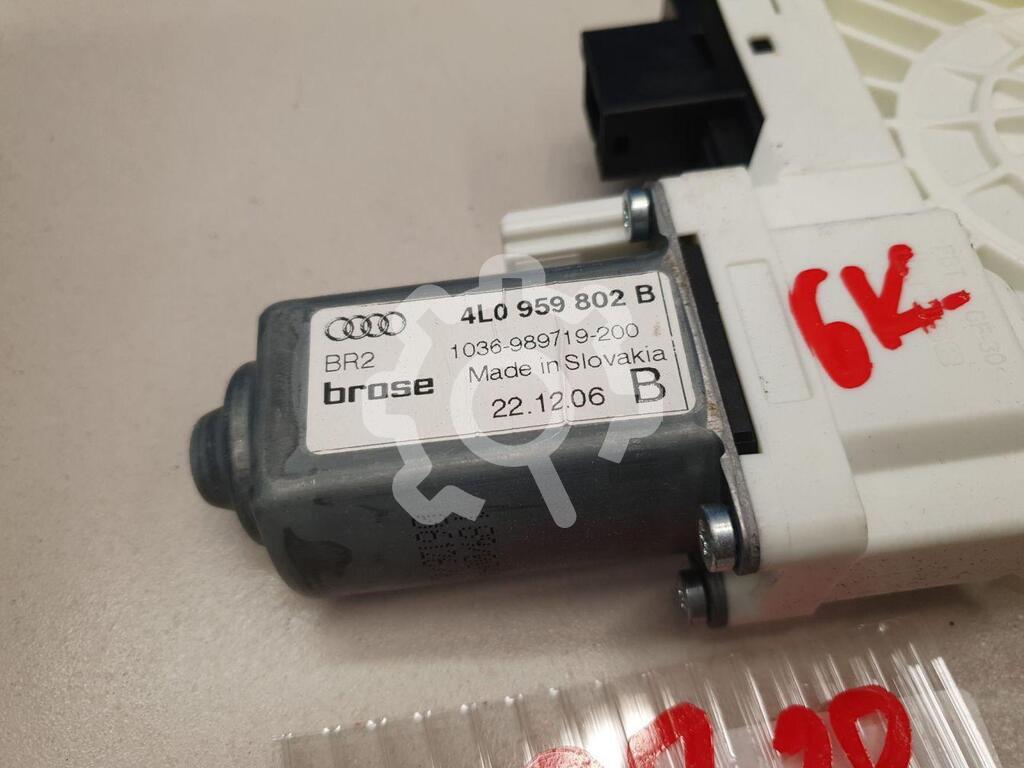 4L0 959 802 B
BR2
1036-989719-200
brose
Made in Slovakia
22.12.06
B
6K